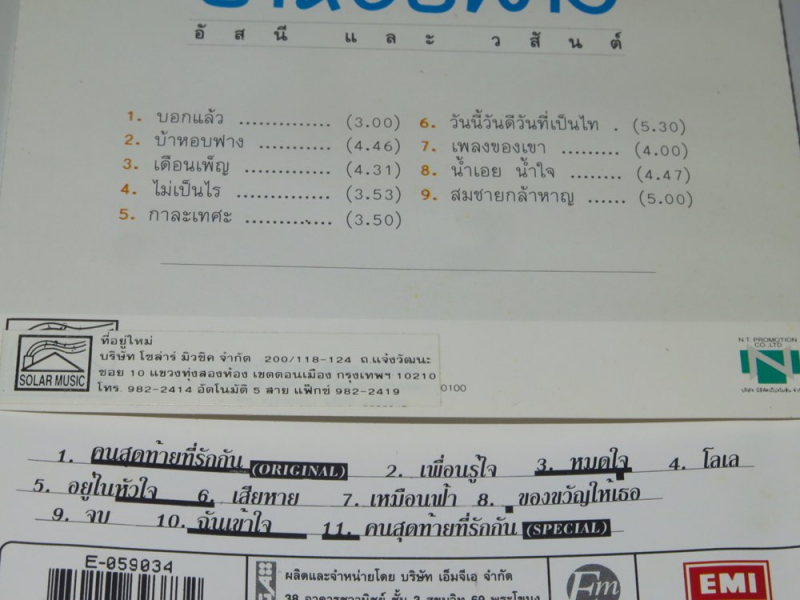 บ้าหอบฟาง
อัสนี และ วสันต์
1. บอกแล้ว .............. (3.00)
2. บ้าหอบฟาง ............ (4.46)
3. เดือนเพ็ญ ............ (4.31)
4. ไม่เป็นไร .............. (3.53)
5. กาละเทศะ ............. (3.50)
6. วันนี้วันดีวันที่เป็นไท . (5.30)
7. เพลงของเขา ......... (4.00)
8. น้ำเอย น้ำใจ ........ (4.47)
9. สมชายกล้าหาญ ...... (5.00)
SOLAR MUSIC
ที่อยู่ใหม่
บริษัท โซล่าร์ มิวซิค จำกัด 200/118-124 ถ.แจ้งวัฒนะ
ซอย 10 แขวงทุ่งสองห้อง เขตดอนเมือง กรุงเทพฯ 10210
โทร. 982-2414 อัตโนมัติ 5 สาย แฟ็กซ์ 982-2419
0100
N.T. PROMOTION
CO.,LTD
N
1. คนสุดท้ายที่รักกัน (ORIGINAL) 2. เพื่อนรู้ใจ 3. หมดใจ 4. โลเล
5. อยู่ในหัวใจ 6. เสียหาย 7. เหมือนฟ้า 8. ของขวัญให้เธอ
9. จบ 10. ฉันเข้าใจ 11. คนสุดท้ายที่รักกัน (SPECIAL)
E-059034
ผลิตและจำหน่ายโดย บริษัท เอ็มจีเอ จำกัด
Fm
EMI